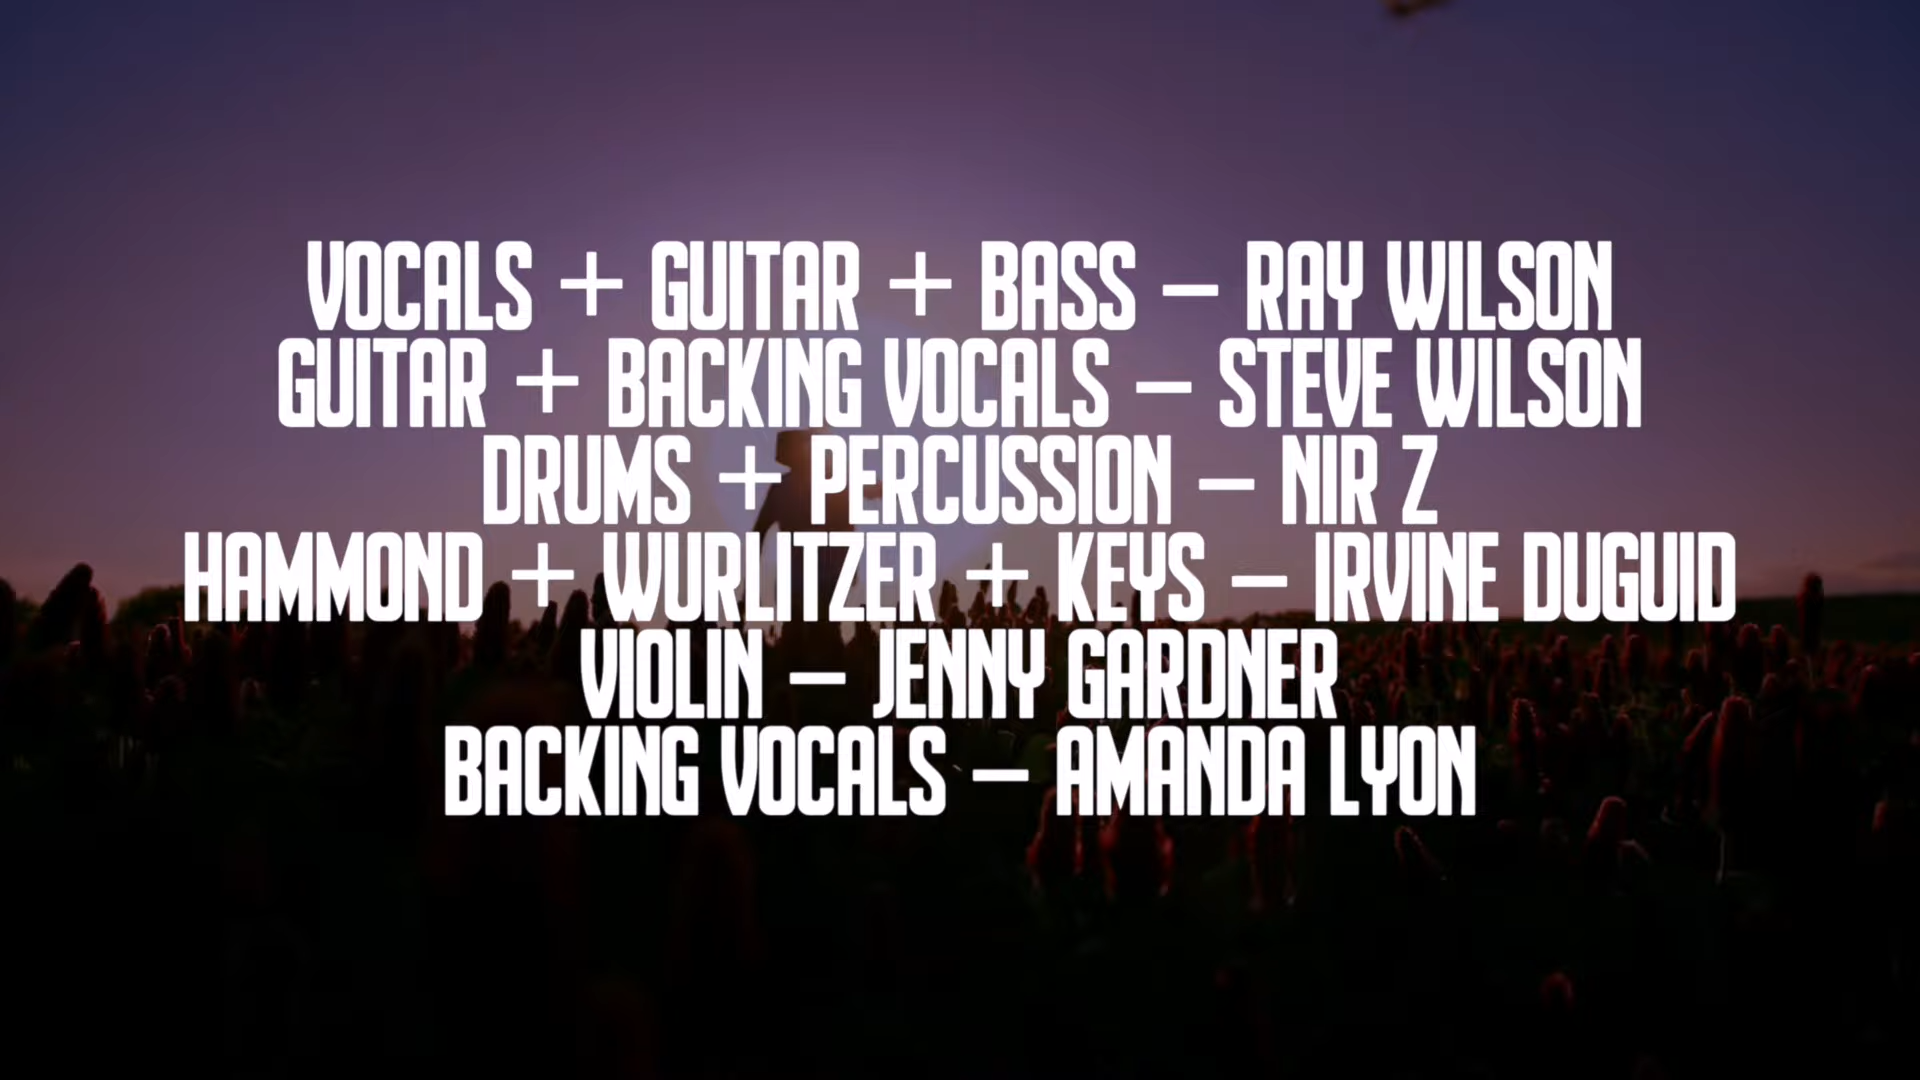 VOCALS + GUITAR + BASS – RAY WILSON
GUITAR + BACKING VOCALS – STEVE WILSON
DRUMS + PERCUSSION – NIR Z
HAMMOND + WURLITZER + KEYS – IRVINE DUGUID
VIOLIN – JENNY GARDNER
BACKING VOCALS – AMANDA LYON